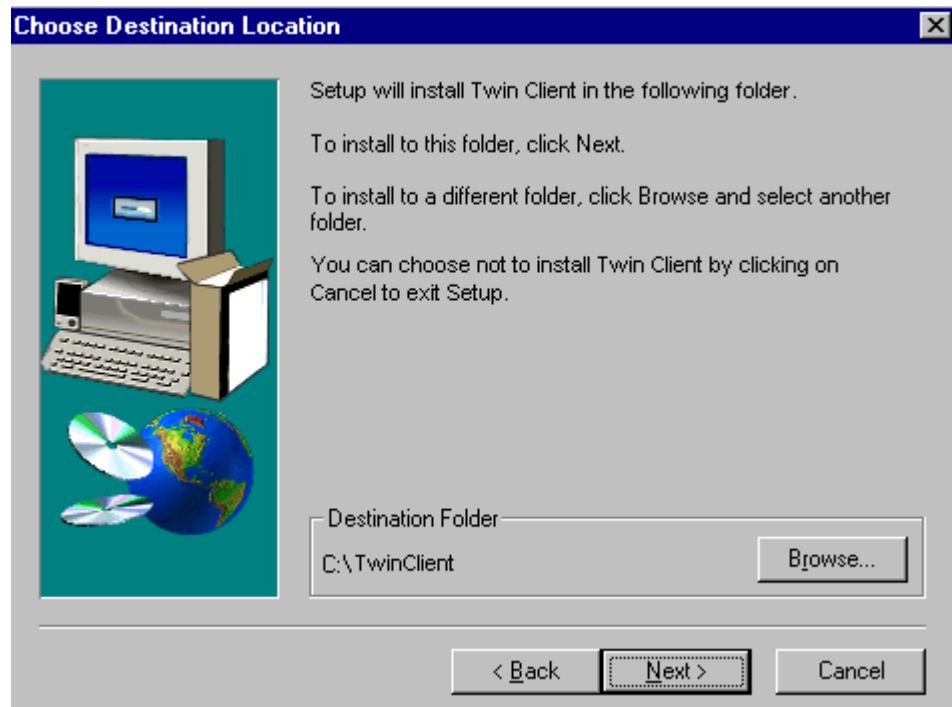 Choose Destination Location
Setup will install Twin Client in the following folder.
To install to this folder, click Next.
To install to a different folder, click Browse and select another
folder.
You can choose not to install Twin Client by clicking on
Cancel to exit Setup.
Destination Folder
C:\TwinClient
Browse...
< Back
Next >
Cancel